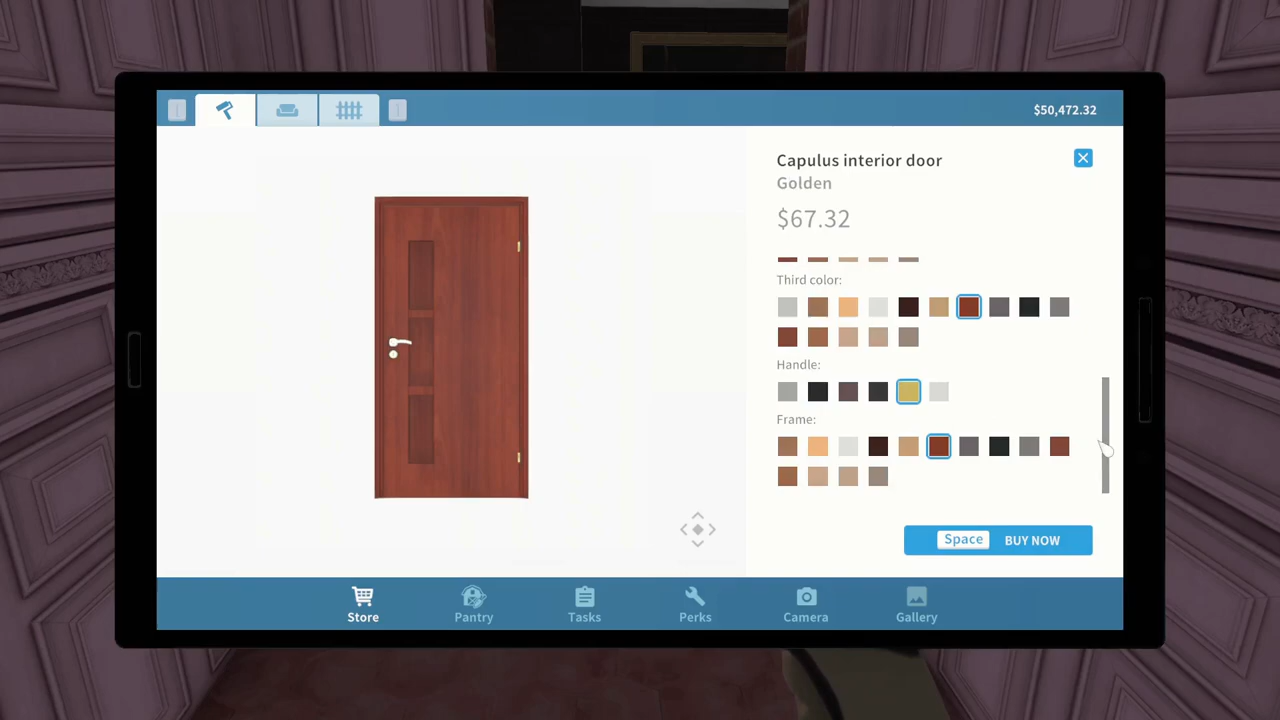 $50,472.32
Capulus interior door
Golden
$67.32
Third color:
Handle:
Frame:
Space BUY NOW
Store Pantry Tasks Perks Camera Gallery